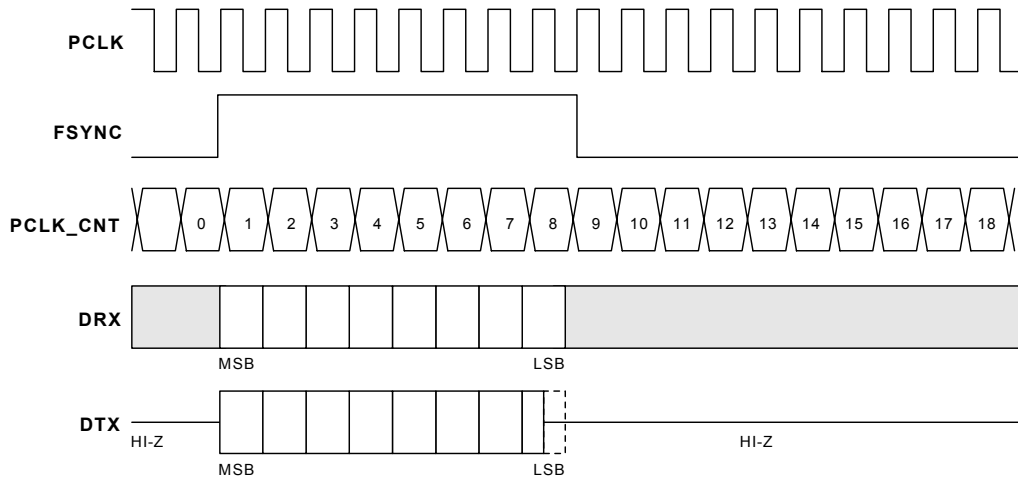 PCLK
FSYNC
PCLK_CNT 0 1 2 3 4 5 6 7 8 9 10 11 12 13 14 15 16 17 18
DRX
MSB LSB
DTX
HI-Z HI-Z
MSB LSB